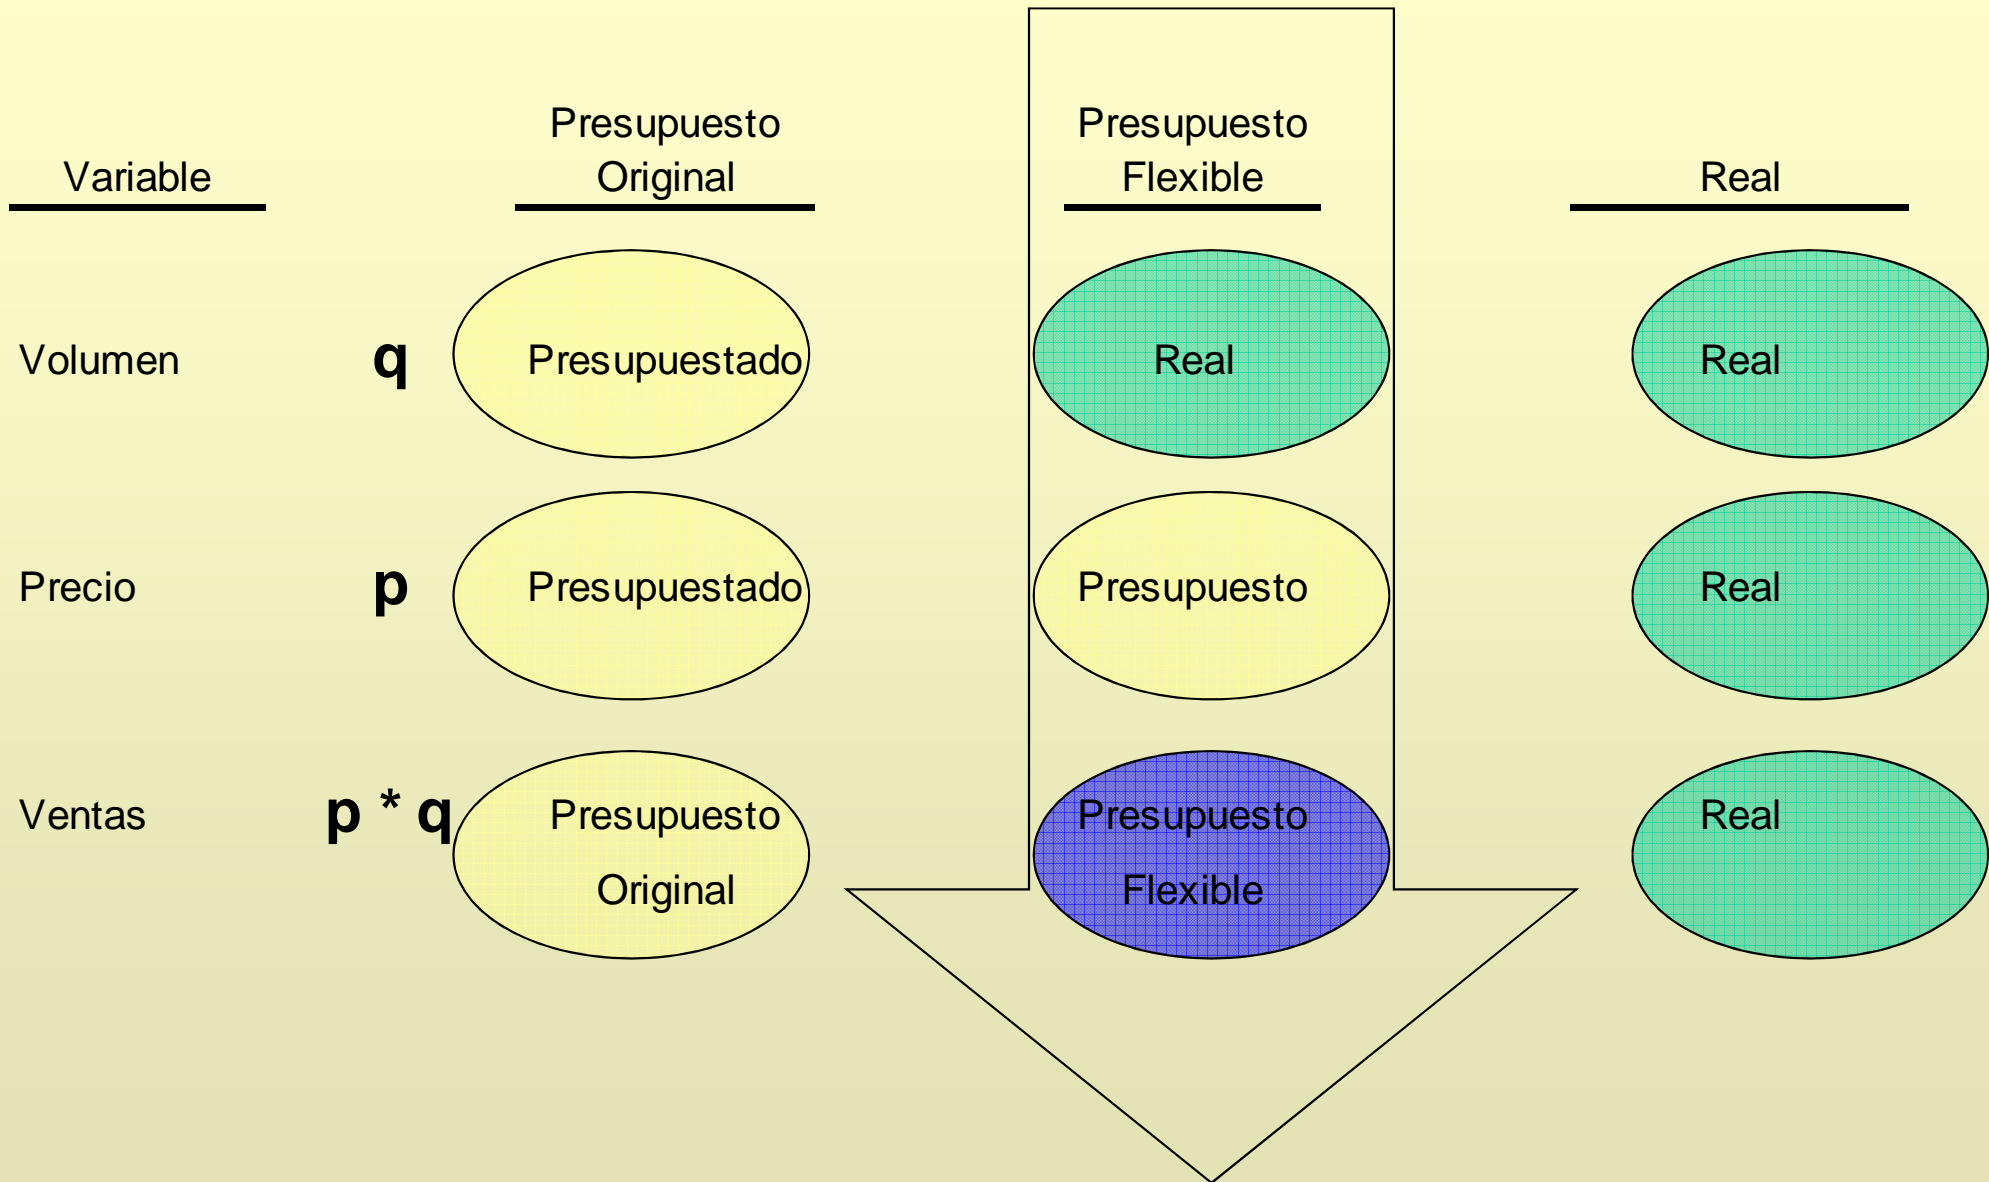 Presupuesto Presupuesto
Variable Original Flexible Real
Volumen q Presupuestado Real Real
Precio p Presupuestado Presupuesto Real
Ventas p * q Presupuesto Presupuesto Real
Original Flexible